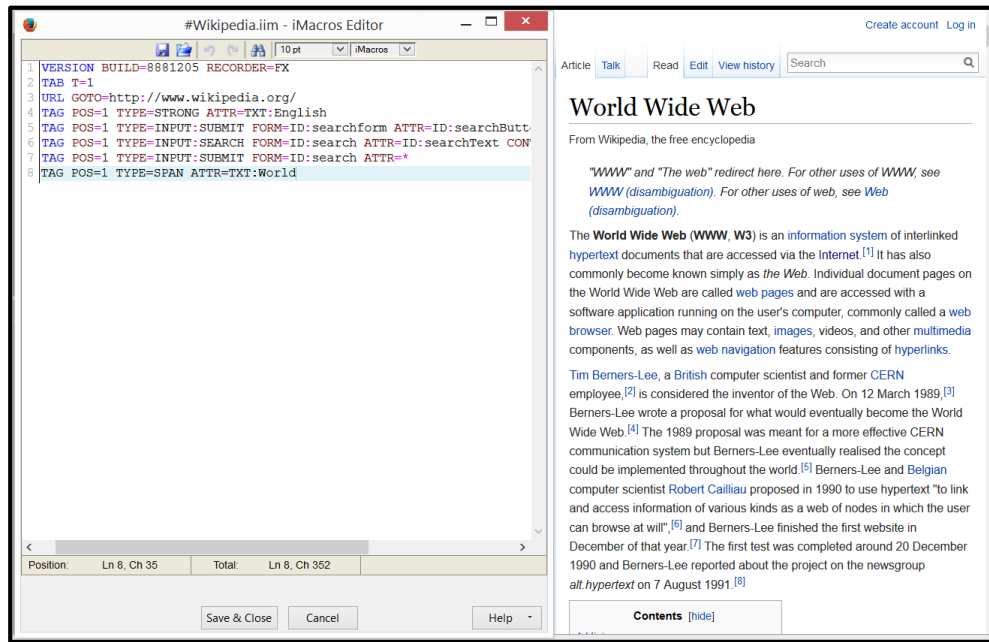 #Wikipedia.iim - iMacros Editor
10 pt iMacros
1 VERSION BUILD=8881205 RECORDER=FX
2 TAB T=1
3 URL GOTO=http://www.wikipedia.org/
4 TAG POS=1 TYPE=STRONG ATTR=TXT:English
5 TAG POS=1 TYPE=INPUT:SUBMIT FORM=ID:searchform ATTR=ID:searchButt
6 TAG POS=1 TYPE=INPUT:SEARCH FORM=ID:search ATTR=ID:searchText CON
7 TAG POS=1 TYPE=INPUT:SUBMIT FORM=ID:search ATTR=*
8 TAG POS=1 TYPE=SPAN ATTR=TXT:World
Position: Ln 8, Ch 35 Total: Ln 8, Ch 352
Save & Close Cancel Help
Create account Log in
Article Talk Read Edit View history Search
World Wide Web
From Wikipedia, the free encyclopedia
"WWW" and "The web" redirect here. For other uses of WWW, see
WWW (disambiguation). For other uses of web, see Web
(disambiguation).
The World Wide Web (WWW, W3) is an information system of interlinked
hypertext documents that are accessed via the Internet.[1] It has also
commonly become known simply as the Web. Individual document pages on
the World Wide Web are called web pages and are accessed with a
software application running on the user's computer, commonly called a web
browser. Web pages may contain text, images, videos, and other multimedia
components, as well as web navigation features consisting of hyperlinks.
Tim Berners-Lee, a British computer scientist and former CERN
employee,[2] is considered the inventor of the Web. On 12 March 1989,[3]
Berners-Lee wrote a proposal for what would eventually become the World
Wide Web.[4] The 1989 proposal was meant for a more effective CERN
communication system but Berners-Lee eventually realised the concept
could be implemented throughout the world.[5] Berners-Lee and Belgian
computer scientist Robert Cailliau proposed in 1990 to use hypertext "to link
and access information of various kinds as a web of nodes in which the user
can browse at will",[6] and Berners-Lee finished the first website in
December of that year.[7] The first test was completed around 20 December
1990 and Berners-Lee reported about the project on the newsgroup
alt.hypertext on 7 August 1991.[8]
Contents [hide]